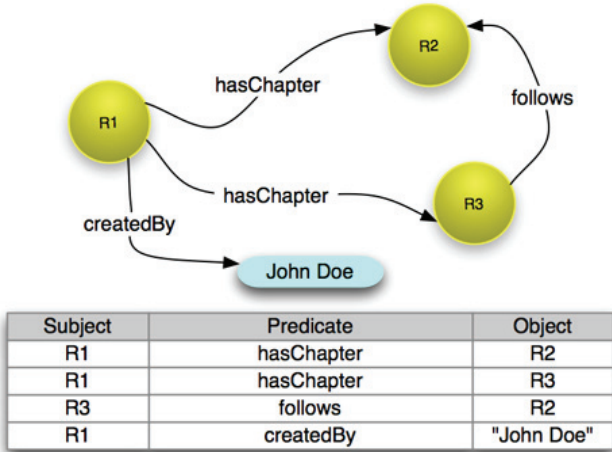 R2
hasChapter
follows
R1
hasChapter
R3
createdBy
John Doe
Subject Predicate Object
R1 hasChapter R2
R1 hasChapter R3
R3 follows R2
R1 createdBy "John Doe"